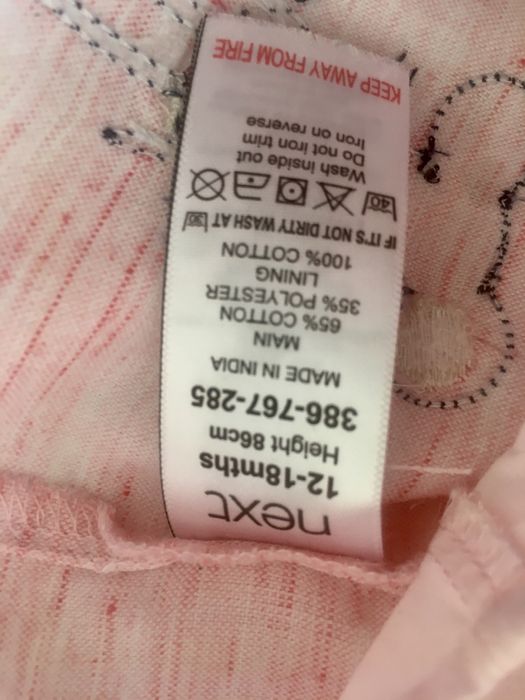 next
12-18mths
Height 86cm
386-767-285
MADE IN INDIA
MAIN
65% COTTON
35% POLYESTER
LINING
100% COTTON
IF IT'S NOT DIRTY WASH AT 30
40
Wash inside out
Do not iron trim
Iron on reverse
KEEP AWAY FROM FIRE